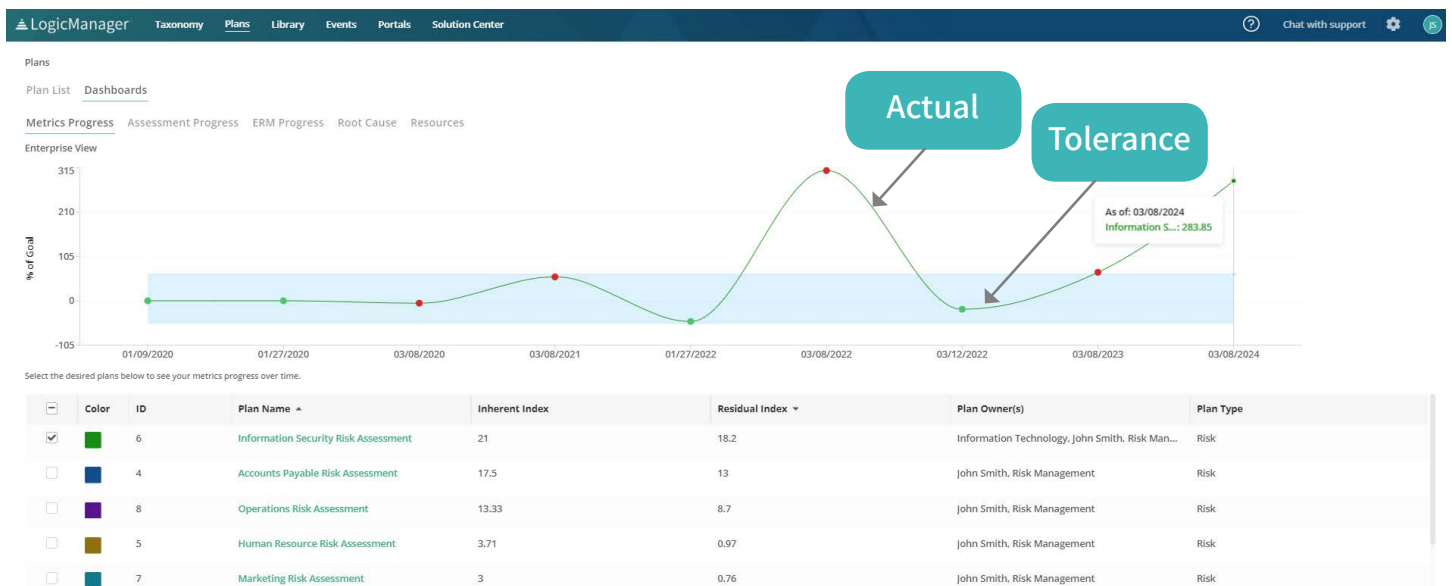 LogicManager Taxonomy Plans Library Events Portals Solution Center ? Chat with support JS
Plans
Plan List Dashboards
Metrics Progress Assessment Progress ERM Progress Root Cause Resources
Enterprise View
Actual
Tolerance
315
210
105
0
-105
% of Goal
As of: 03/08/2024
Information S...: 283.85
01/09/2020 01/27/2020 03/08/2020 03/08/2021 01/27/2022 03/08/2022 03/12/2022 03/08/2023 03/08/2024
Select the desired plans below to see your metrics progress over time.
Color ID Plan Name Inherent Index Residual Index Plan Owner(s) Plan Type
6 Information Security Risk Assessment 21 18.2 Information Technology, John Smith, Risk Man... Risk
4 Accounts Payable Risk Assessment 17.5 13 John Smith, Risk Management Risk
8 Operations Risk Assessment 13.33 8.7 John Smith, Risk Management Risk
5 Human Resource Risk Assessment 3.71 0.97 John Smith, Risk Management Risk
7 Marketing Risk Assessment 3 0.76 John Smith, Risk Management Risk